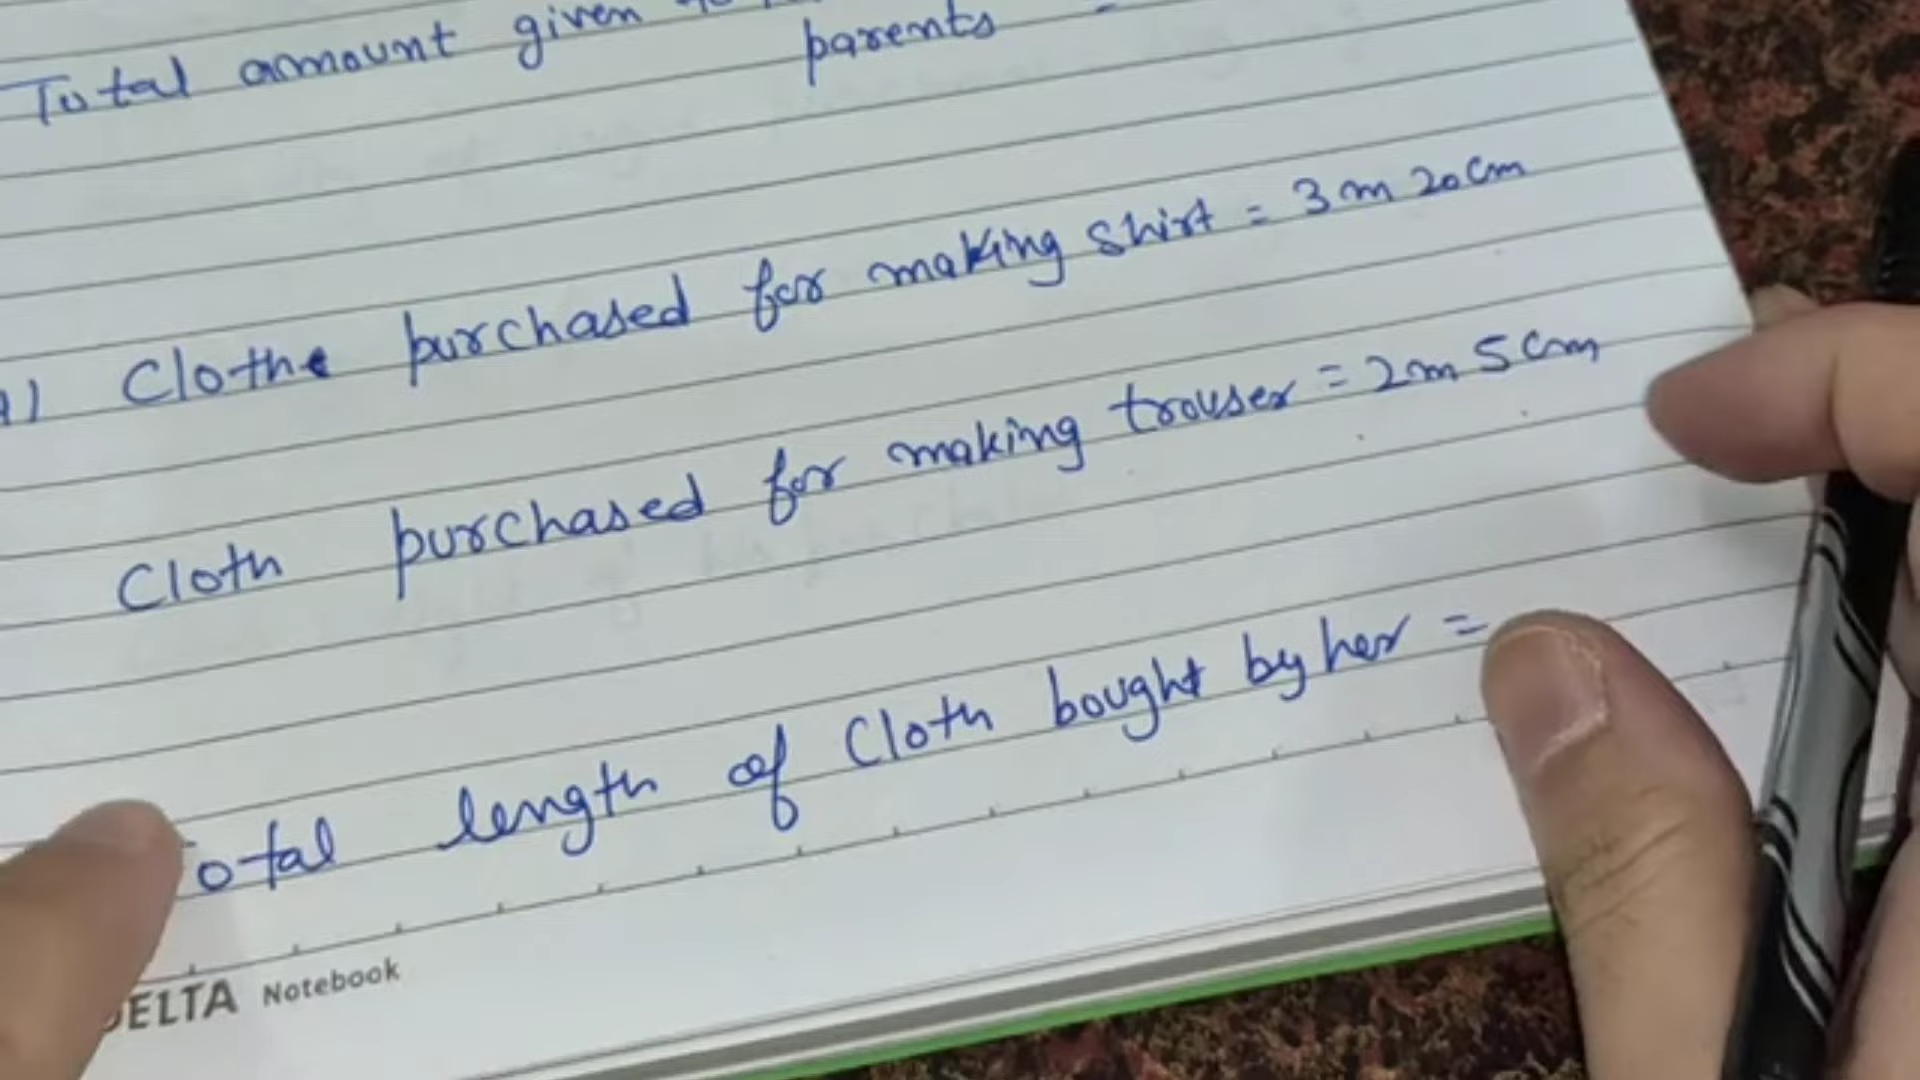 Total amount given
parents -
Clothe purchased for making shirt = 3 m 20 cm
Cloth purchased for making trouser = 2m 5 cm
otal length of Cloth bought by her =
ELTA Notebook